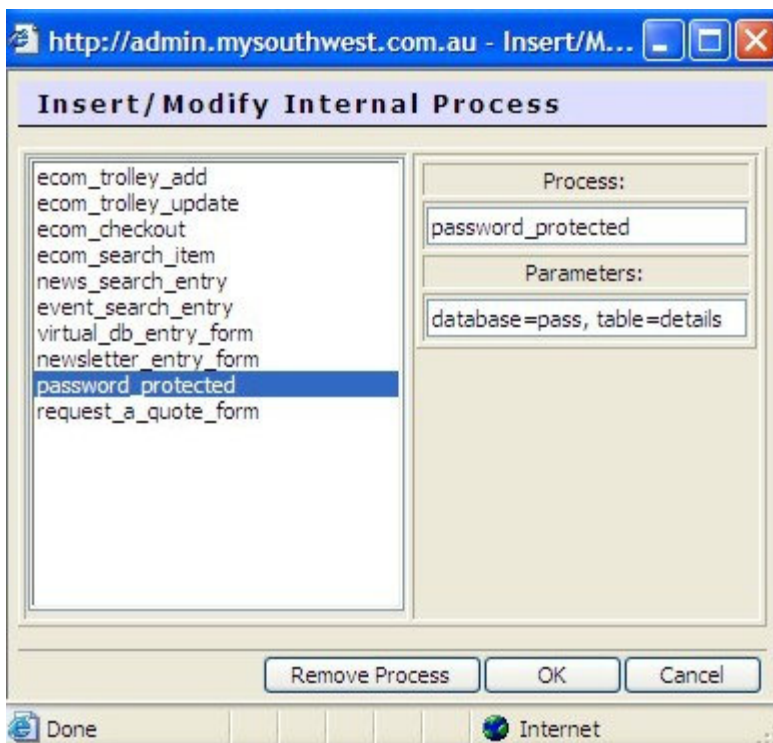 http://admin.mysouthwest.com.au - Insert/M...
Insert/Modify Internal Process
ecom_trolley_add
ecom_trolley_update
ecom_checkout
ecom_search_item
news_search_entry
event_search_entry
virtual_db_entry_form
newsletter_entry_form
password_protected
request_a_quote_form
Process:
password_protected
Parameters:
database=pass, table=details
Remove Process
OK
Cancel
Done
Internet